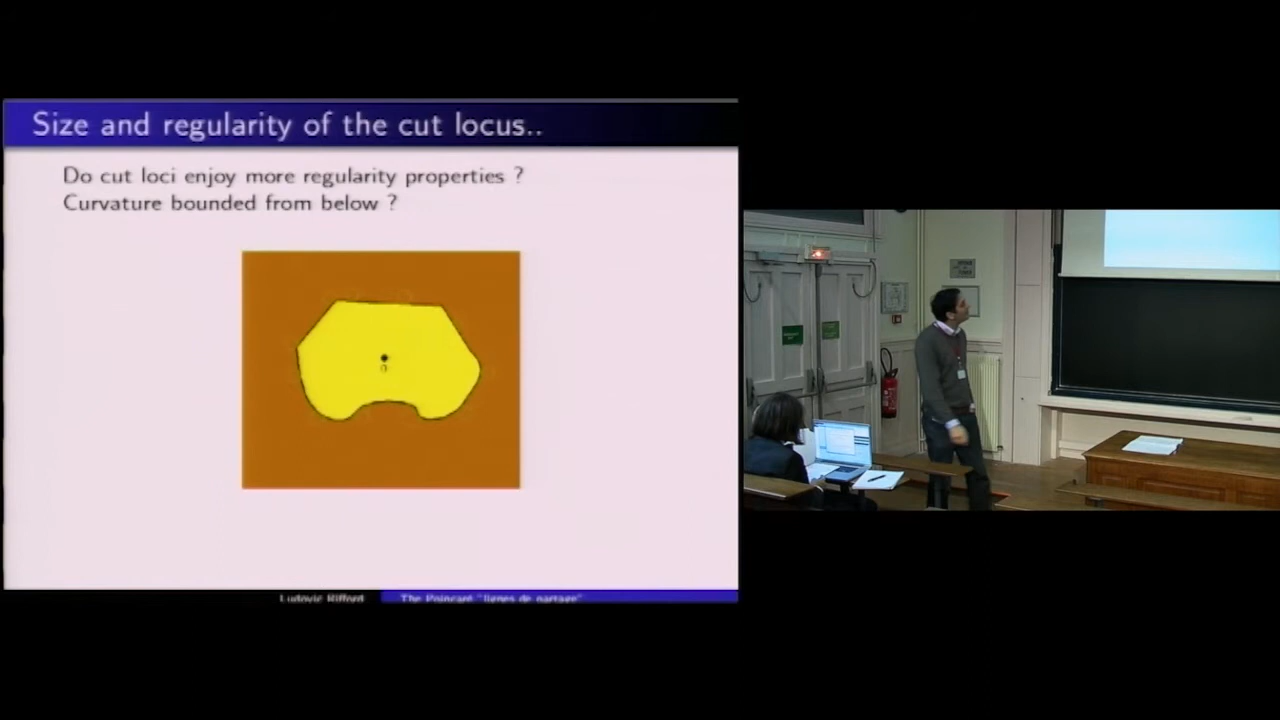 Size and regularity of the cut locus..
Do cut loci enjoy more regularity properties ?
Curvature bounded from below ?
0
Ludovic Rifford
The Poincaré "lignes de partage"